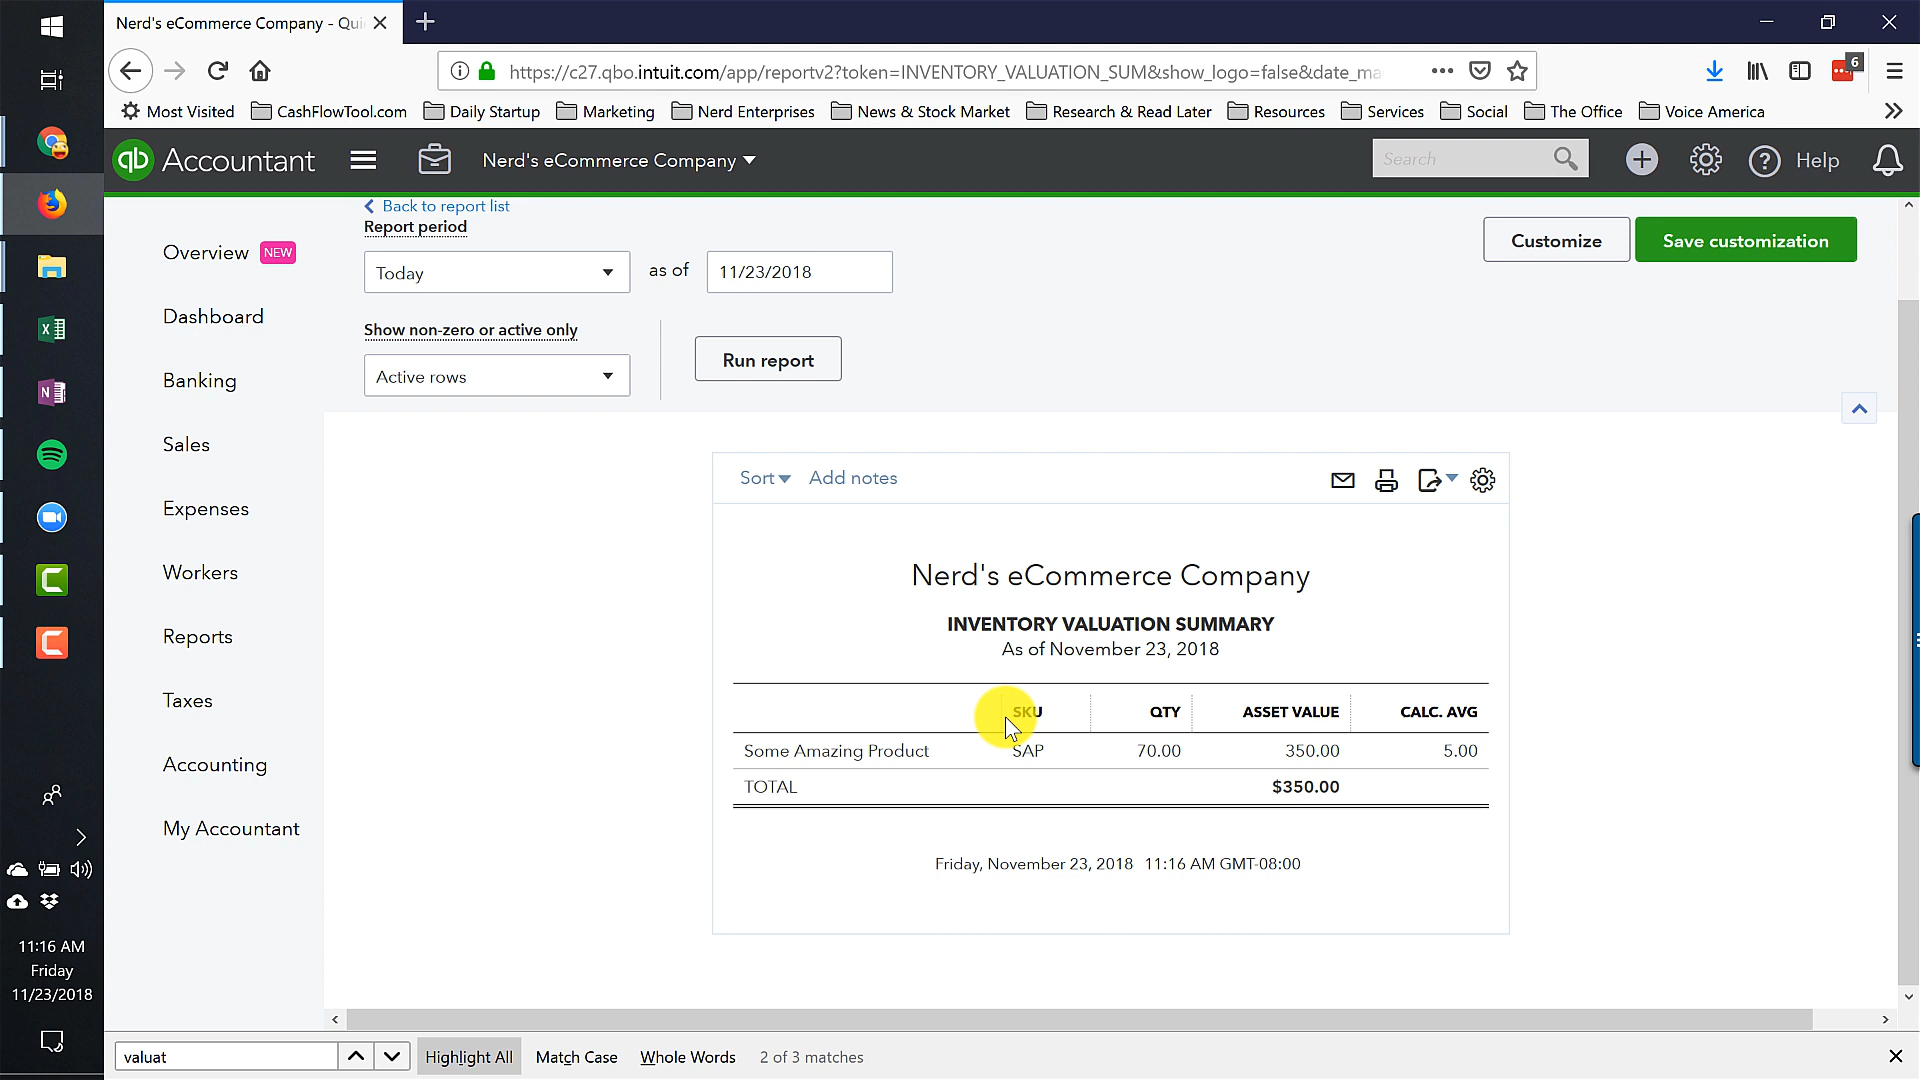 Nerd's eCommerce Company - Qui
https://c27.qbo.intuit.com/app/reportv2?token=INVENTORY_VALUATION_SUM&show_logo=false&date_ma
6
Most Visited CashFlowTool.com Daily Startup Marketing Nerd Enterprises News & Stock Market Research & Read Later Resources Services Social The Office Voice America
qb Accountant Nerd's eCommerce Company Search Help
Back to report list
Report period
Today as of 11/23/2018
Customize Save customization
Show non-zero or active only
Active rows Run report
Overview NEW
Dashboard
Banking
Sales
Expenses
Workers
Reports
Taxes
Accounting
My Accountant
Sort Add notes
Nerd's eCommerce Company
INVENTORY VALUATION SUMMARY
As of November 23, 2018
SKU QTY ASSET VALUE CALC. AVG
Some Amazing Product SAP 70.00 350.00 5.00
TOTAL $350.00
Friday, November 23, 2018 11:16 AM GMT-08:00
11:16 AM
Friday
11/23/2018
valuat Highlight All Match Case Whole Words 2 of 3 matches